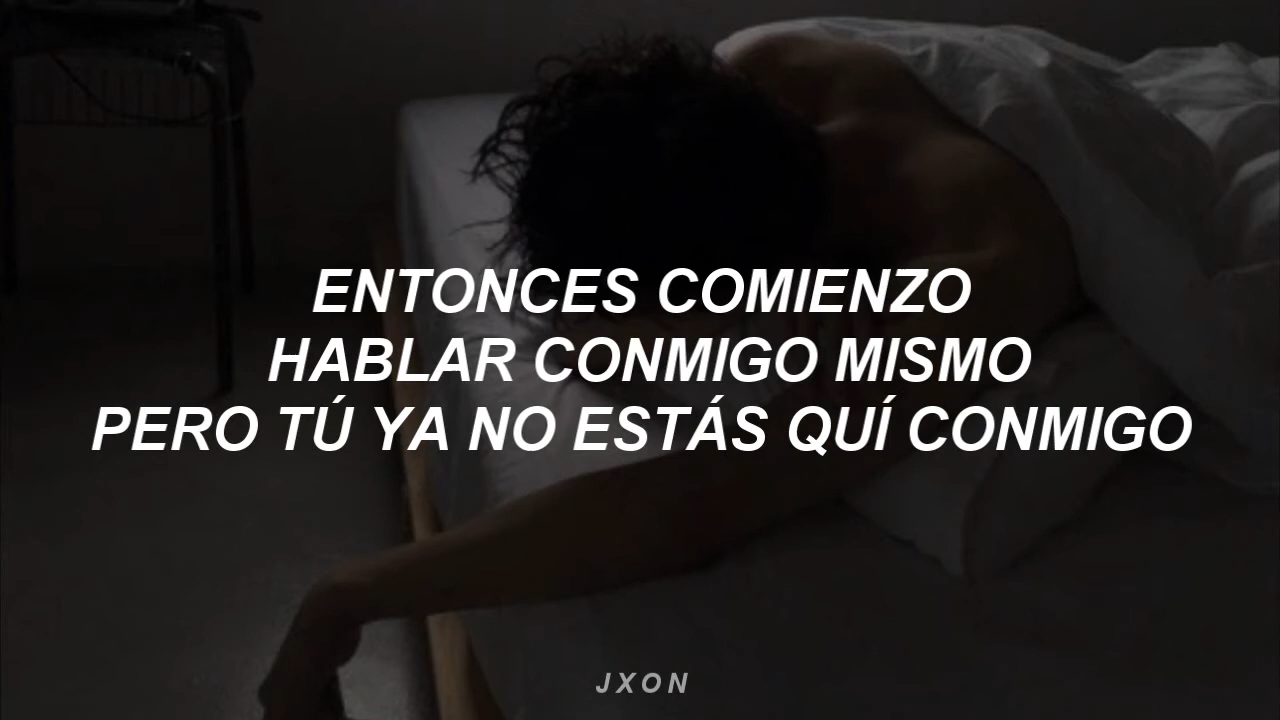 ENTONCES COMIENZO
HABLAR CONMIGO MISMO
PERO TÚ YA NO ESTÁS QUÍ CONMIGO
JXON